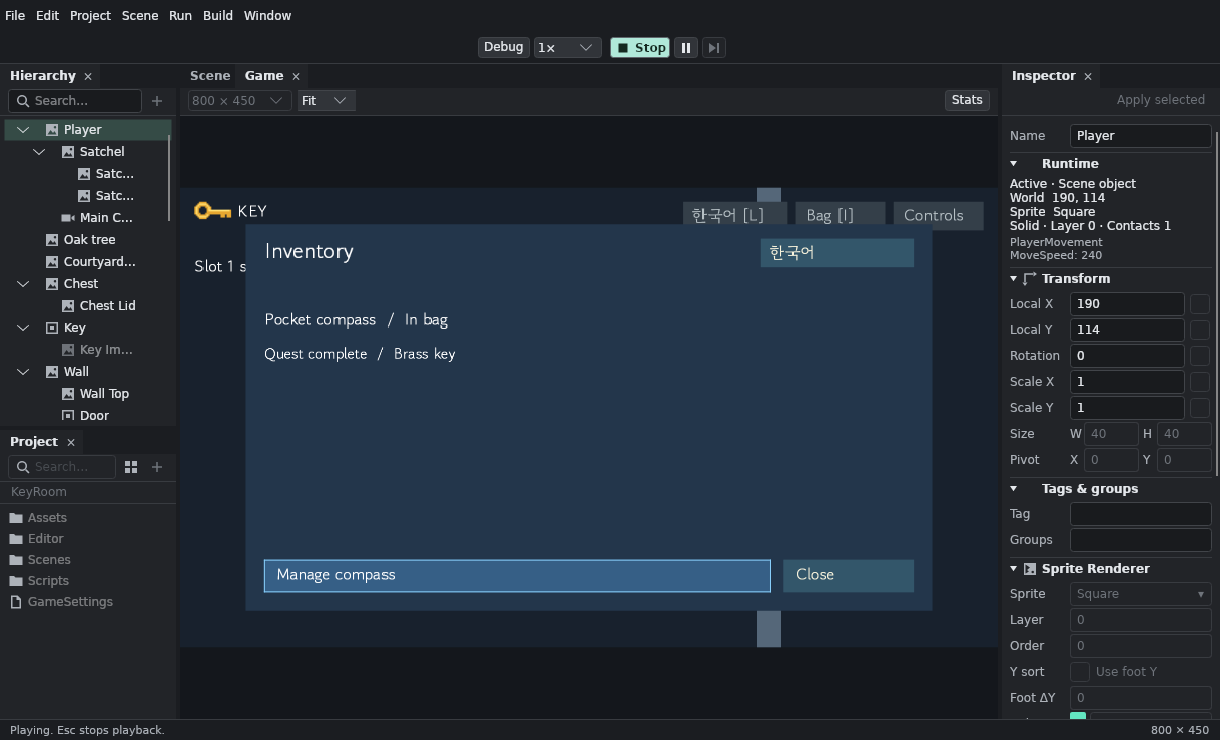 File Edit Project Scene Run Build Window
Debug 1× Stop
Hierarchy × Scene Game × Inspector ×
Search... + 800 × 450 Fit Stats Apply selected
Player
Satchel
Satc...
Satc...
Main C...
Oak tree
Courtyard...
Chest
Chest Lid
Key
Key Im...
Wall
Wall Top
Door
Project ×
Search... +
KeyRoom
Assets
Editor
Scenes
Scripts
GameSettings
KEY 한국어 [L] Bag [I] Controls
Slot 1 s
Inventory 한국어
Pocket compass / In bag
Quest complete / Brass key
Manage compass Close
Name Player
Runtime
Active · Scene object
World 190, 114
Sprite Square
Solid · Layer 0 · Contacts 1
PlayerMovement
MoveSpeed: 240
Transform
Local X 190
Local Y 114
Rotation 0
Scale X 1
Scale Y 1
Size W 40 H 40
Pivot X 0 Y 0
Tags & groups
Tag
Groups
Sprite Renderer
Sprite Square
Layer 0
Order 0
Y sort Use foot Y
Foot ΔY 0
Playing. Esc stops playback. 800 × 450